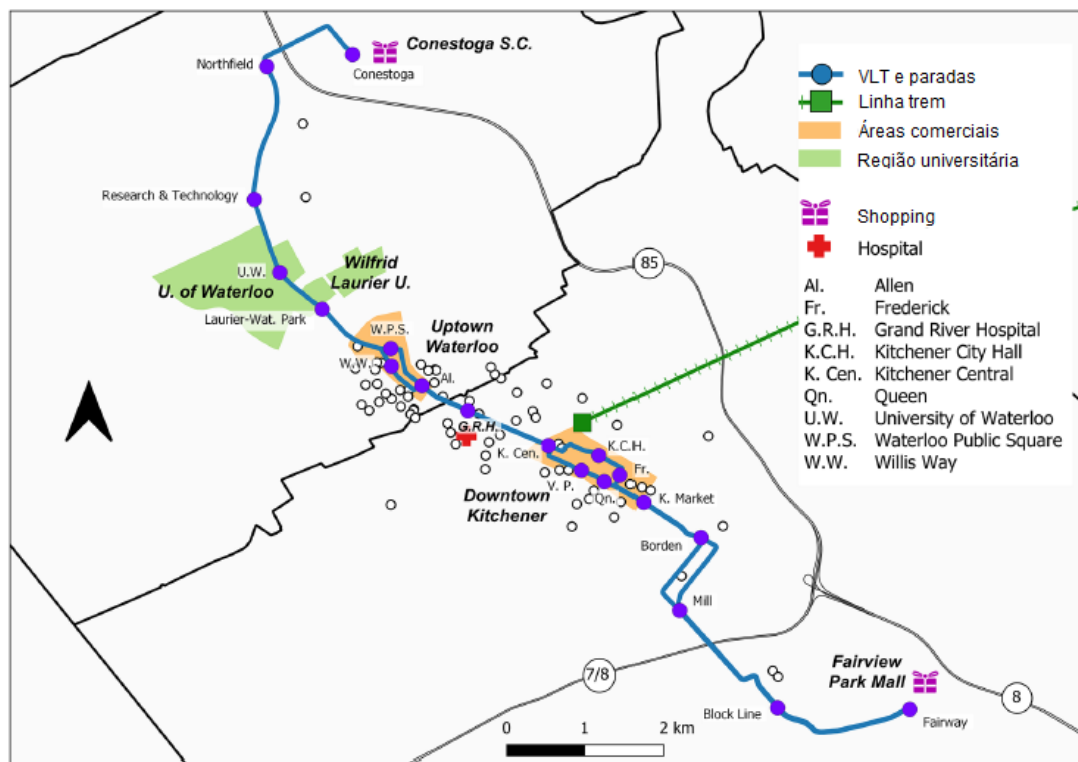 Conestoga S.C.
Northfield
Conestoga
Research & Technology
U.W.
Wilfrid
Laurier U.
U. of Waterloo
Laurier-Wat. Park
W.P.S.
Uptown
Waterloo
W.W.
Al.
G.R.H.
K. Cen.
K.C.H.
Fr.
V. P.
Qn.
K. Market
Downtown
Kitchener
Borden
Mill
7/8
Fairview
Park Mall
Block Line
Fairway
8
85
0
1
2 km
VLT e paradas
Linha trem
Áreas comerciais
Região universitária
Shopping
Hospital
Al. Allen
Fr. Frederick
G.R.H. Grand River Hospital
K.C.H. Kitchener City Hall
K. Cen. Kitchener Central
Qn. Queen
U.W. University of Waterloo
W.P.S. Waterloo Public Square
W.W. Willis Way